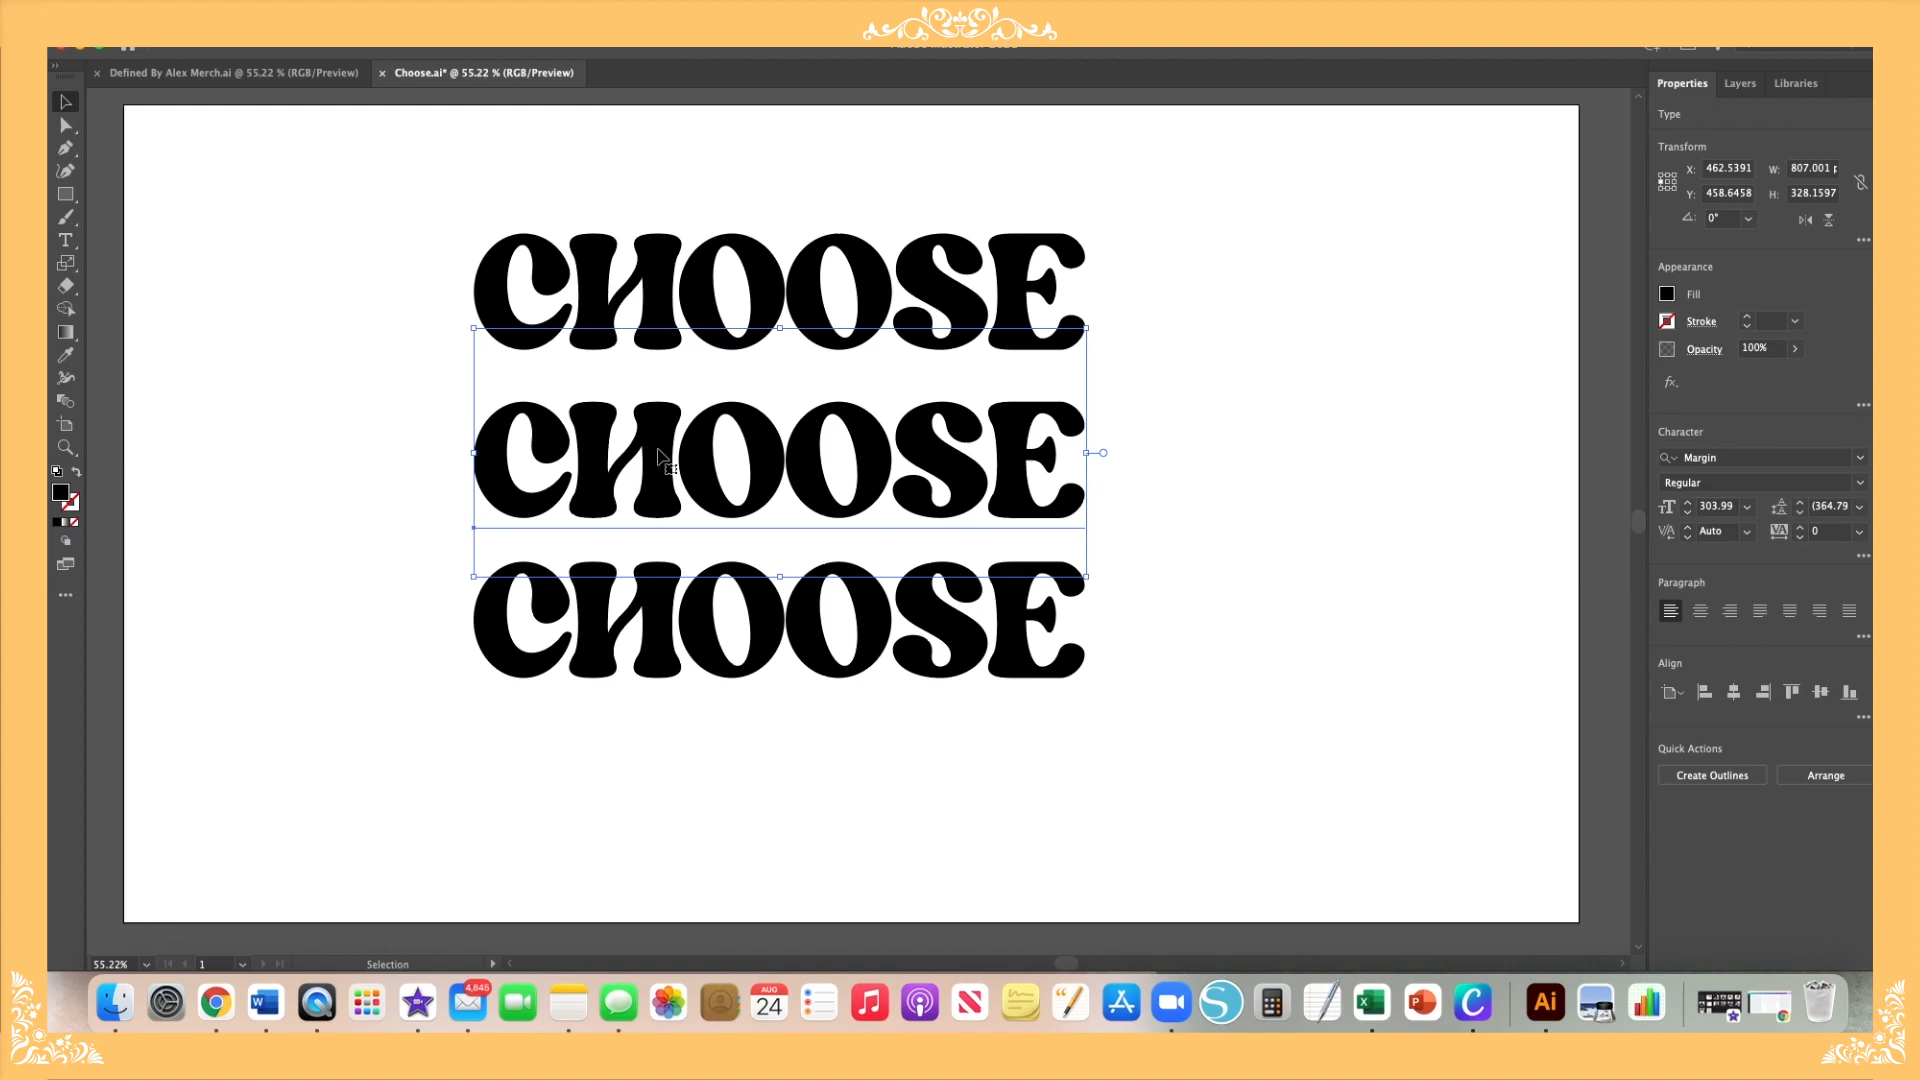 Defined By Alex Merch.ai @ 55.22 % (RGB/Preview)
Choose.ai* @ 55.22 % (RGB/Preview)
Properties
Layers
Libraries
Type
Transform
X: 462.5391 W: 807.001 p
Y: 458.6458 H: 328.1597
0°
Appearance
Fill
Stroke
Opacity 100%
fx.
Character
Margin
Regular
303.99 (364.79
Auto 0
Paragraph
Align
Quick Actions
Create Outlines
Arrange
CHOOSE
CHOOSE
CHOOSE
55.22%
1
Selection
4,845
AUG
24
Ai